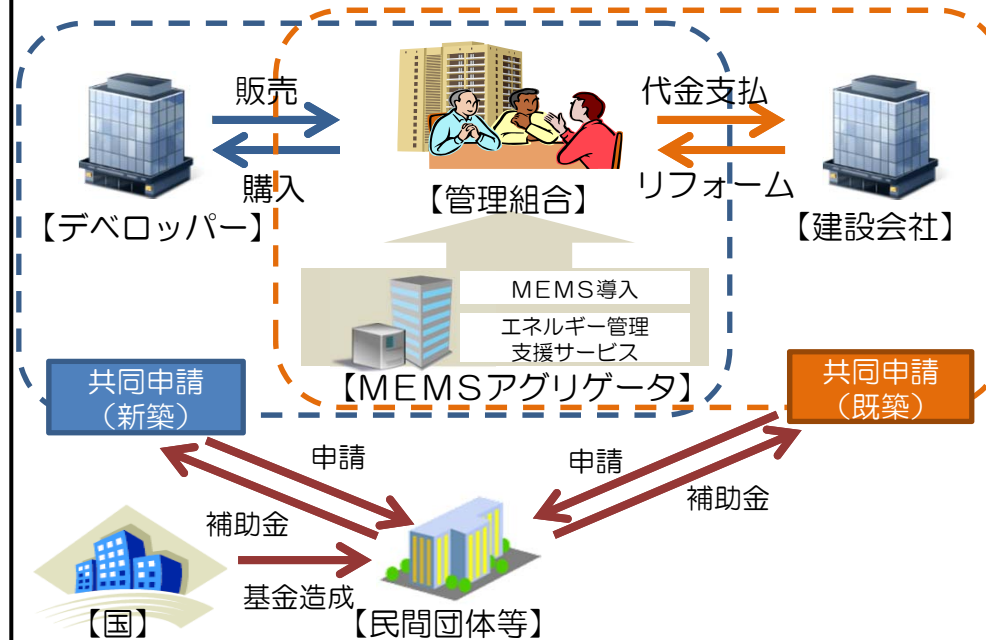 販売
購入
【デベロッパー】
【管理組合】
代金支払
リフォーム
【建設会社】
MEMS導入
エネルギー管理
支援サービス
【MEMSアグリゲータ】
共同申請
(新築)
共同申請
(既築)
申請
補助金
申請
補助金
基金造成
【国】
【民間団体等】